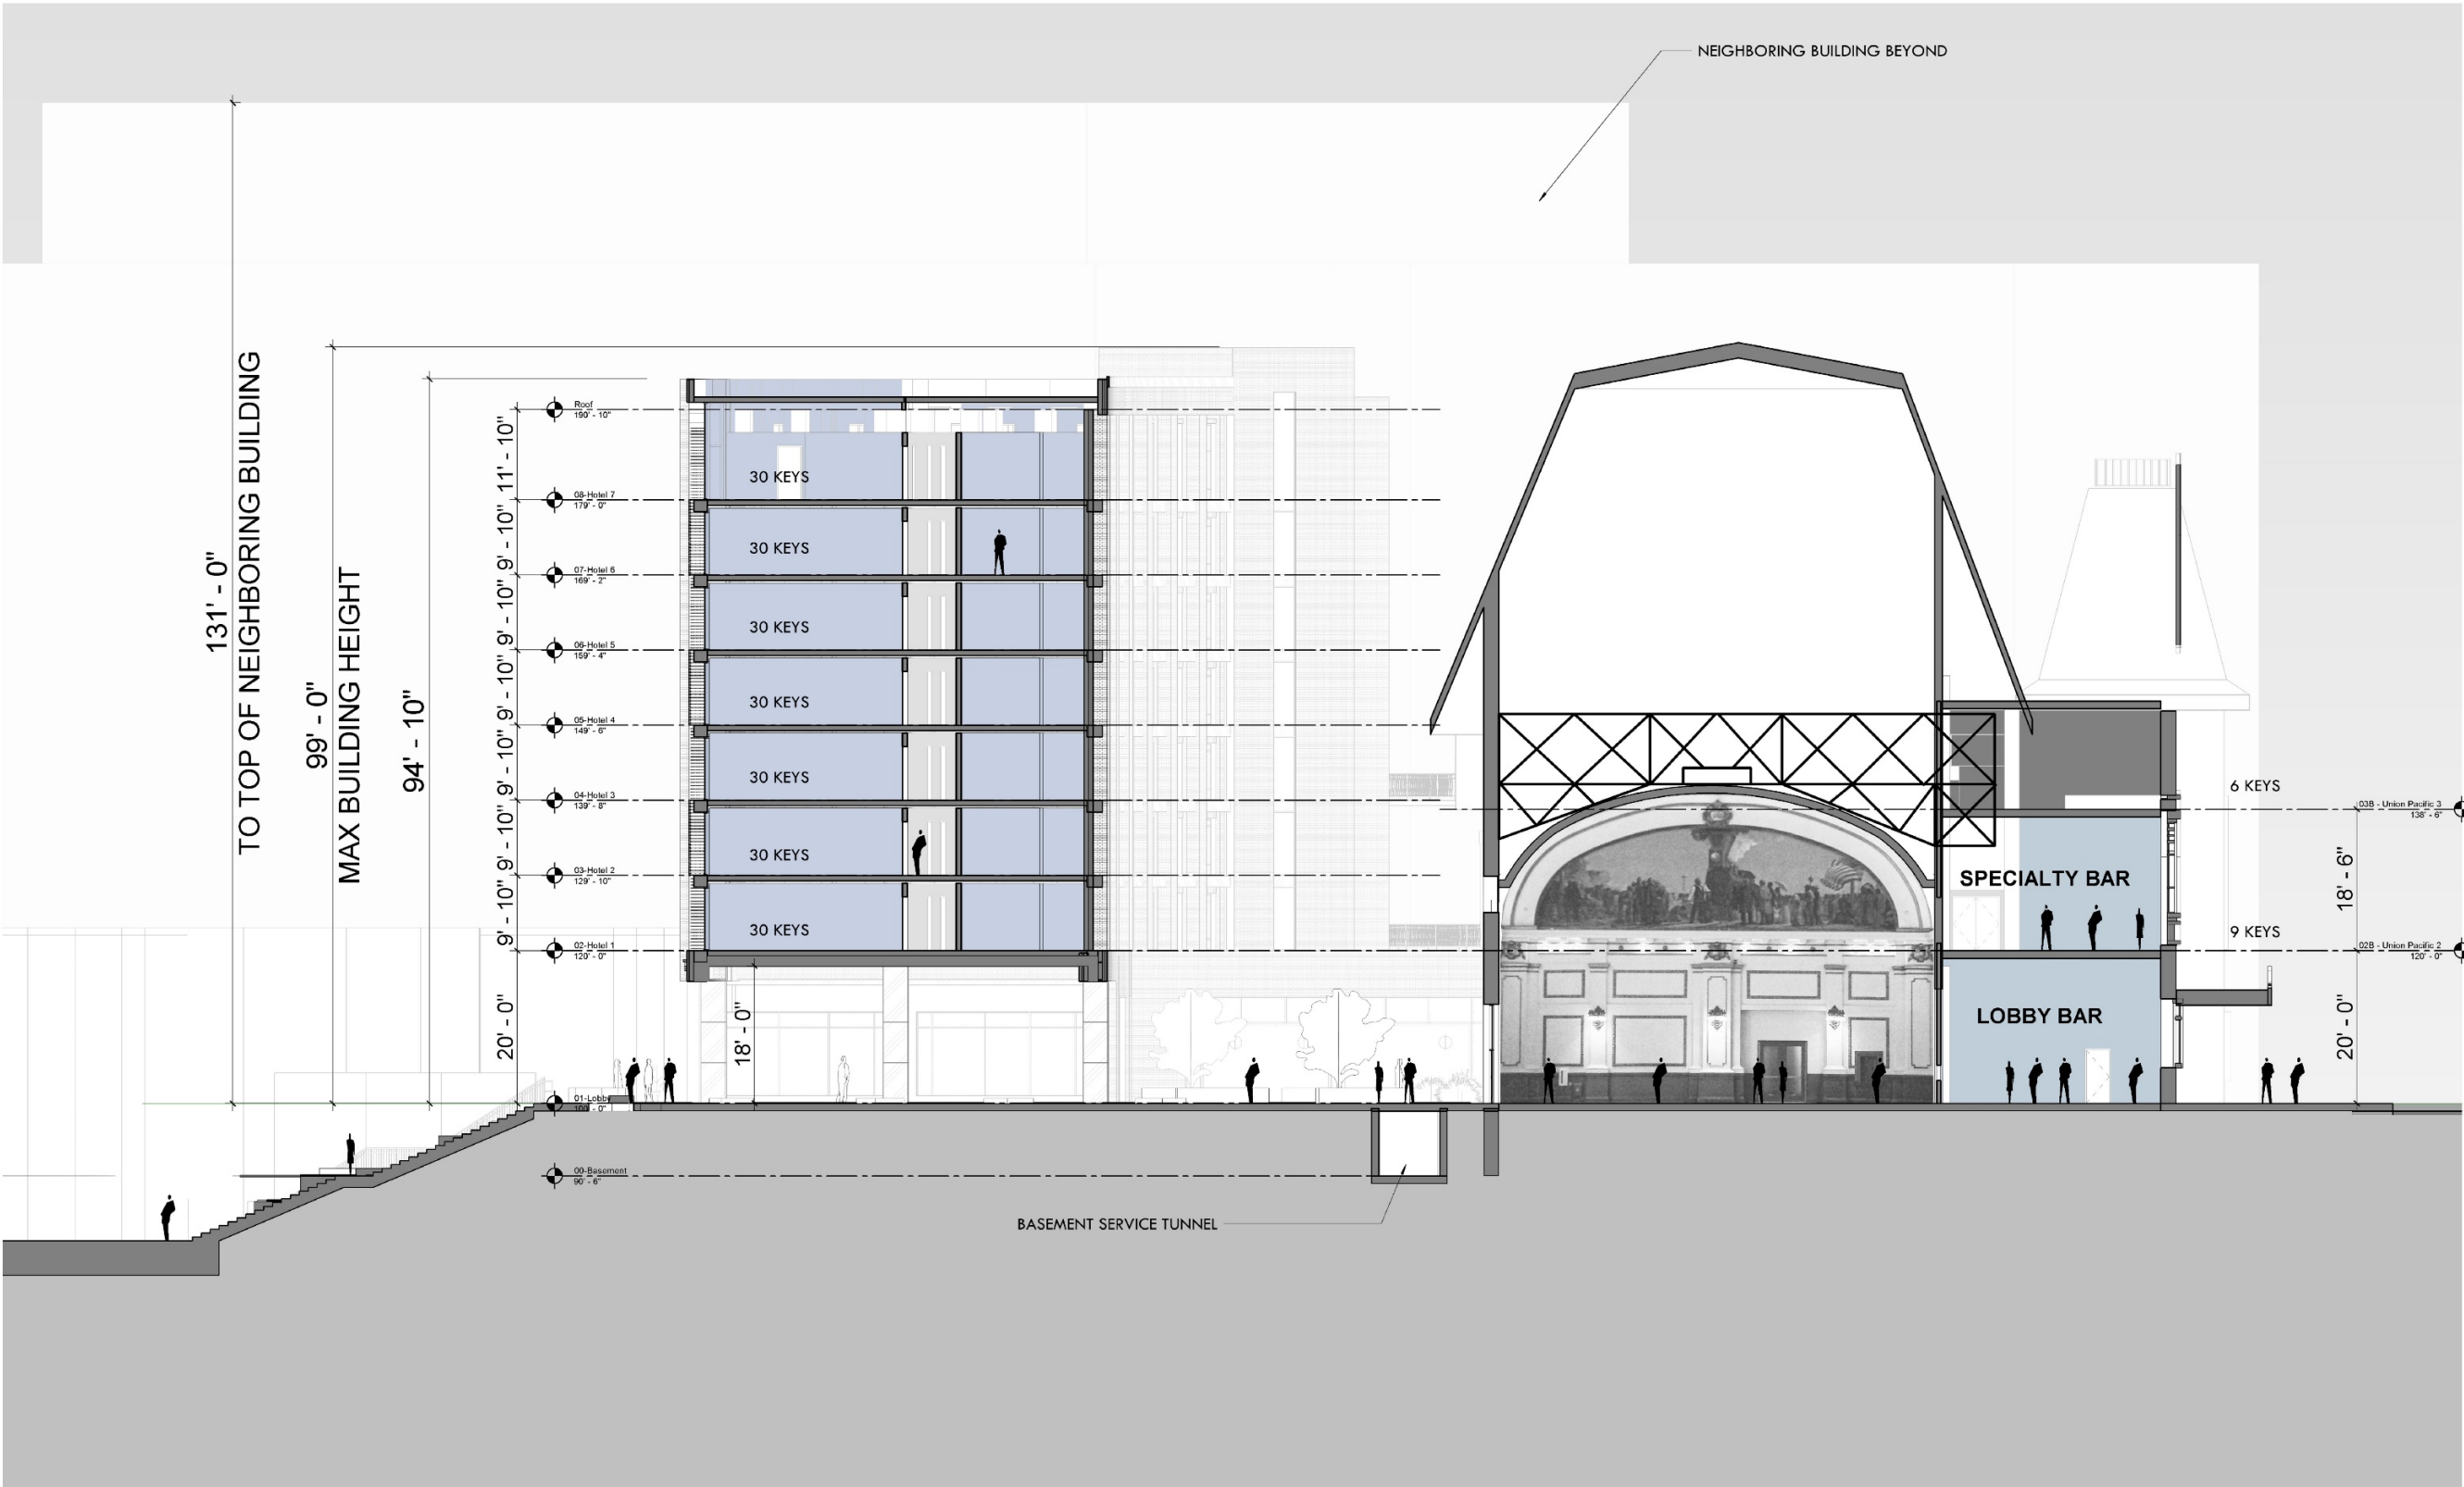 NEIGHBORING BUILDING BEYOND
131' - 0"
TO TOP OF NEIGHBORING BUILDING
99' - 0"
MAX BUILDING HEIGHT
94' - 10"
11' - 10"
9' - 10"
9' - 10"
9' - 10"
9' - 10"
9' - 10"
9' - 10"
20' - 0"
Roof
190' - 10"
08-Hotel 7
179' - 0"
07-Hotel 6
169' - 2"
06-Hotel 5
159' - 4"
05-Hotel 4
149' - 6"
04-Hotel 3
139' - 8"
03-Hotel 2
129' - 10"
02-Hotel 1
120' - 0"
01-Lobby
100' - 0"
00-Basement
90' - 6"
30 KEYS
30 KEYS
30 KEYS
30 KEYS
30 KEYS
30 KEYS
30 KEYS
18' - 0"
BASEMENT SERVICE TUNNEL
SPECIALTY BAR
LOBBY BAR
6 KEYS
9 KEYS
03B - Union Pacific 3
138' - 6"
18' - 6"
02B - Union Pacific 2
120' - 0"
20' - 0"